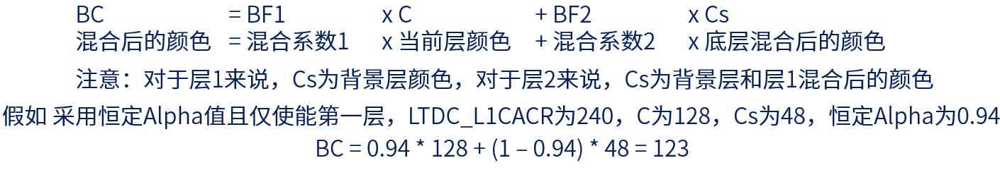 BC = BF1 x C + BF2 x Cs
混合后的颜色 = 混合系数1 x 当前层颜色 + 混合系数2 x 底层混合后的颜色
注意：对于层1来说，Cs为背景层颜色，对于层2来说，Cs为背景层和层1混合后的颜色
假如 采用恒定Alpha值且仅使能第一层，LTDC_L1CACR为240，C为128，Cs为48，恒定Alpha为0.94
BC = 0.94 * 128 + (1 – 0.94) * 48 = 123